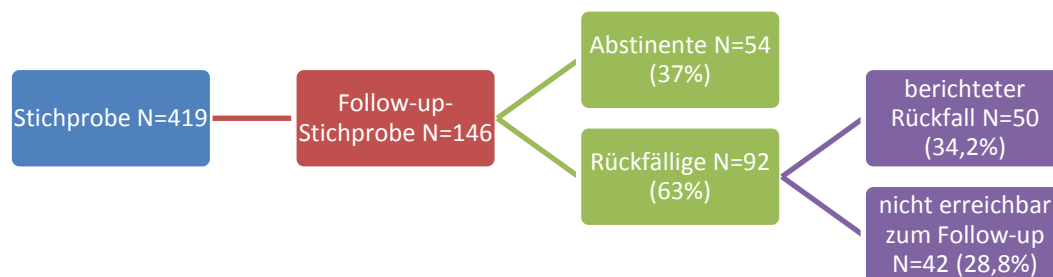 Stichprobe N=419
Follow-up-
Stichprobe N=146
Abstinente N=54
(37%)
Rückfällige N=92
(63%)
berichteter
Rückfall N=50
(34,2%)
nicht erreichbar
zum Follow-up
N=42 (28,8%)